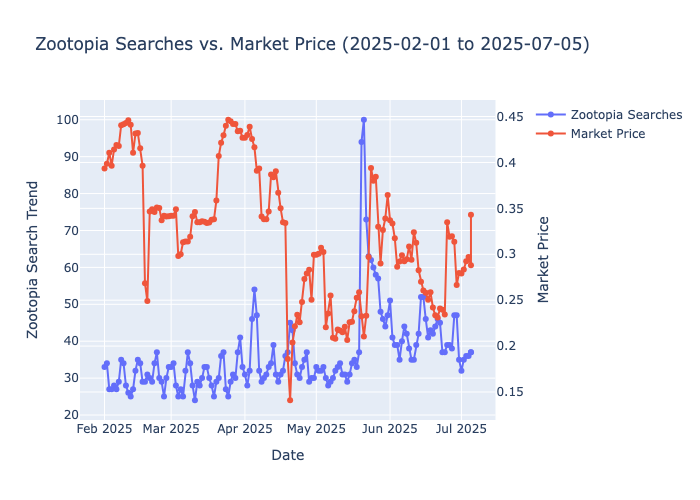 Zootopia Searches vs. Market Price (2025-02-01 to 2025-07-05)
Zootopia Searches
Market Price
100
90
80
70
60
50
40
30
20
Zootopia Search Trend
0.45
0.4
0.35
0.3
0.25
0.2
0.15
Market Price
Feb 2025 Mar 2025 Apr 2025 May 2025 Jun 2025 Jul 2025
Date